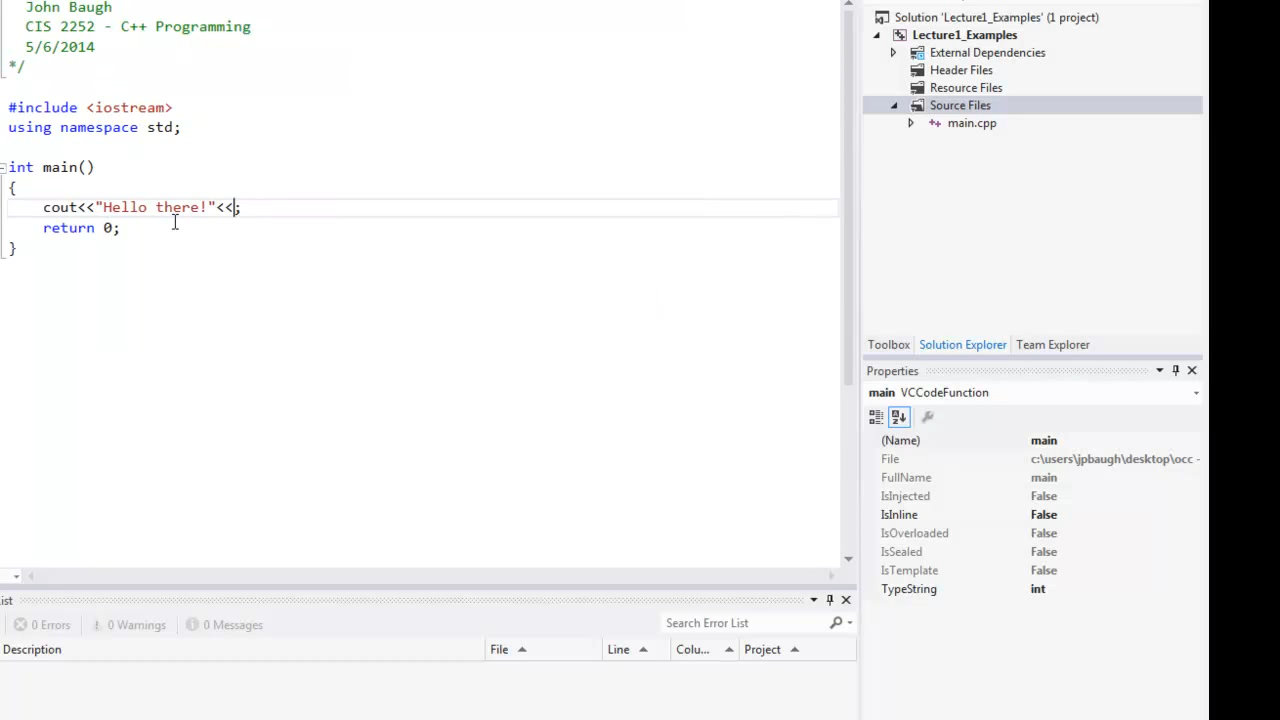 John Baugh
CIS 2252 - C++ Programming
5/6/2014
*/
#include <iostream>
using namespace std;
int main()
{
cout<<"Hello there!"<<;
return 0;
}
Solution 'Lecture1_Examples' (1 project)
Lecture1_Examples
External Dependencies
Header Files
Resource Files
Source Files
main.cpp
Toolbox Solution Explorer Team Explorer
Properties
main VCCodeFunction
(Name) main
File c:\users\jpbaugh\desktop\occ -
FullName main
IsInjected False
IsInline False
IsOverloaded False
IsSealed False
IsTemplate False
TypeString int
ist
0 Errors 0 Warnings 0 Messages Search Error List
Description File Line Colu... Project